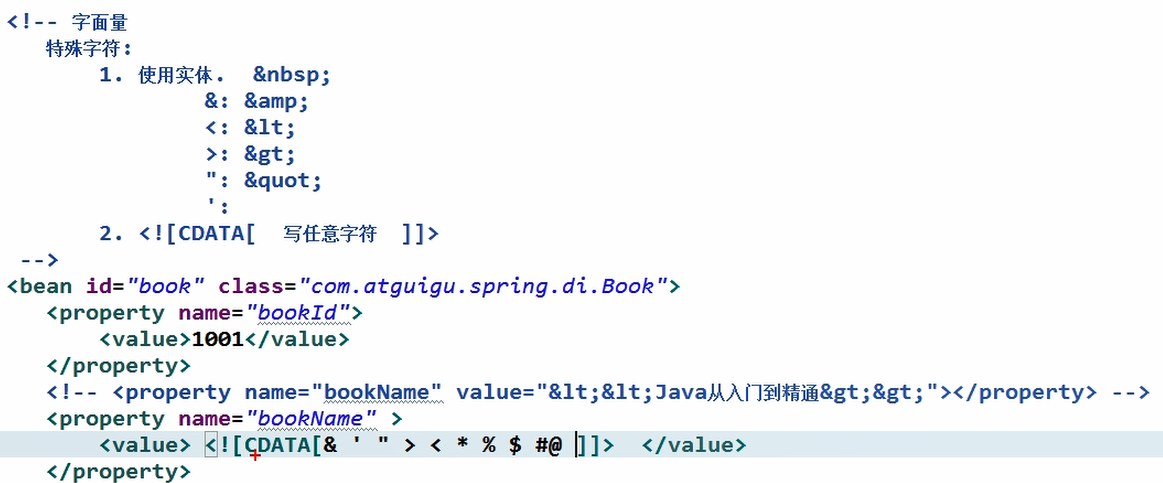 <!-- 字面量
特殊字符:
1. 使用实体. &nbsp;
&: &amp;
<: &lt;
>: &gt;
": &quot;
':
2. <![CDATA[ 写任意字符 ]]>
-->
<bean id="book" class="com.atguigu.spring.di.Book">
<property name="bookId">
<value>1001</value>
</property>
<!-- <property name="bookName" value="&lt;&lt;Java从入门到精通&gt;&gt;"></property> -->
<property name="bookName" >
<value> <![CDATA[& ' " > < * % $ #@ ]]> </value>
</property>